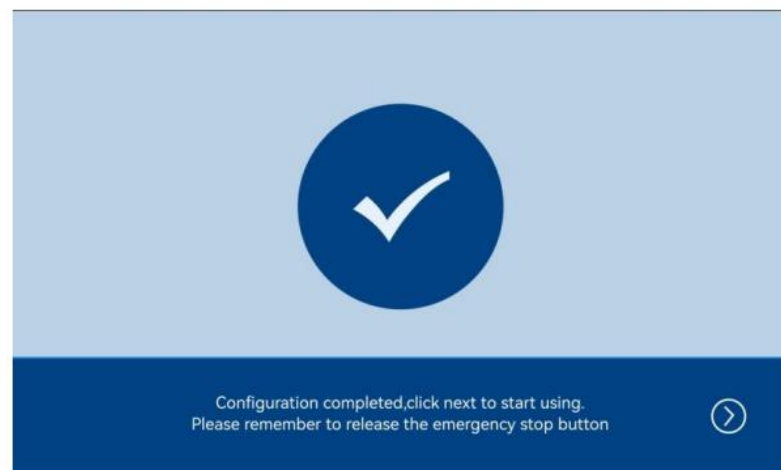 Configuration completed,click next to start using.
Please remember to release the emergency stop button